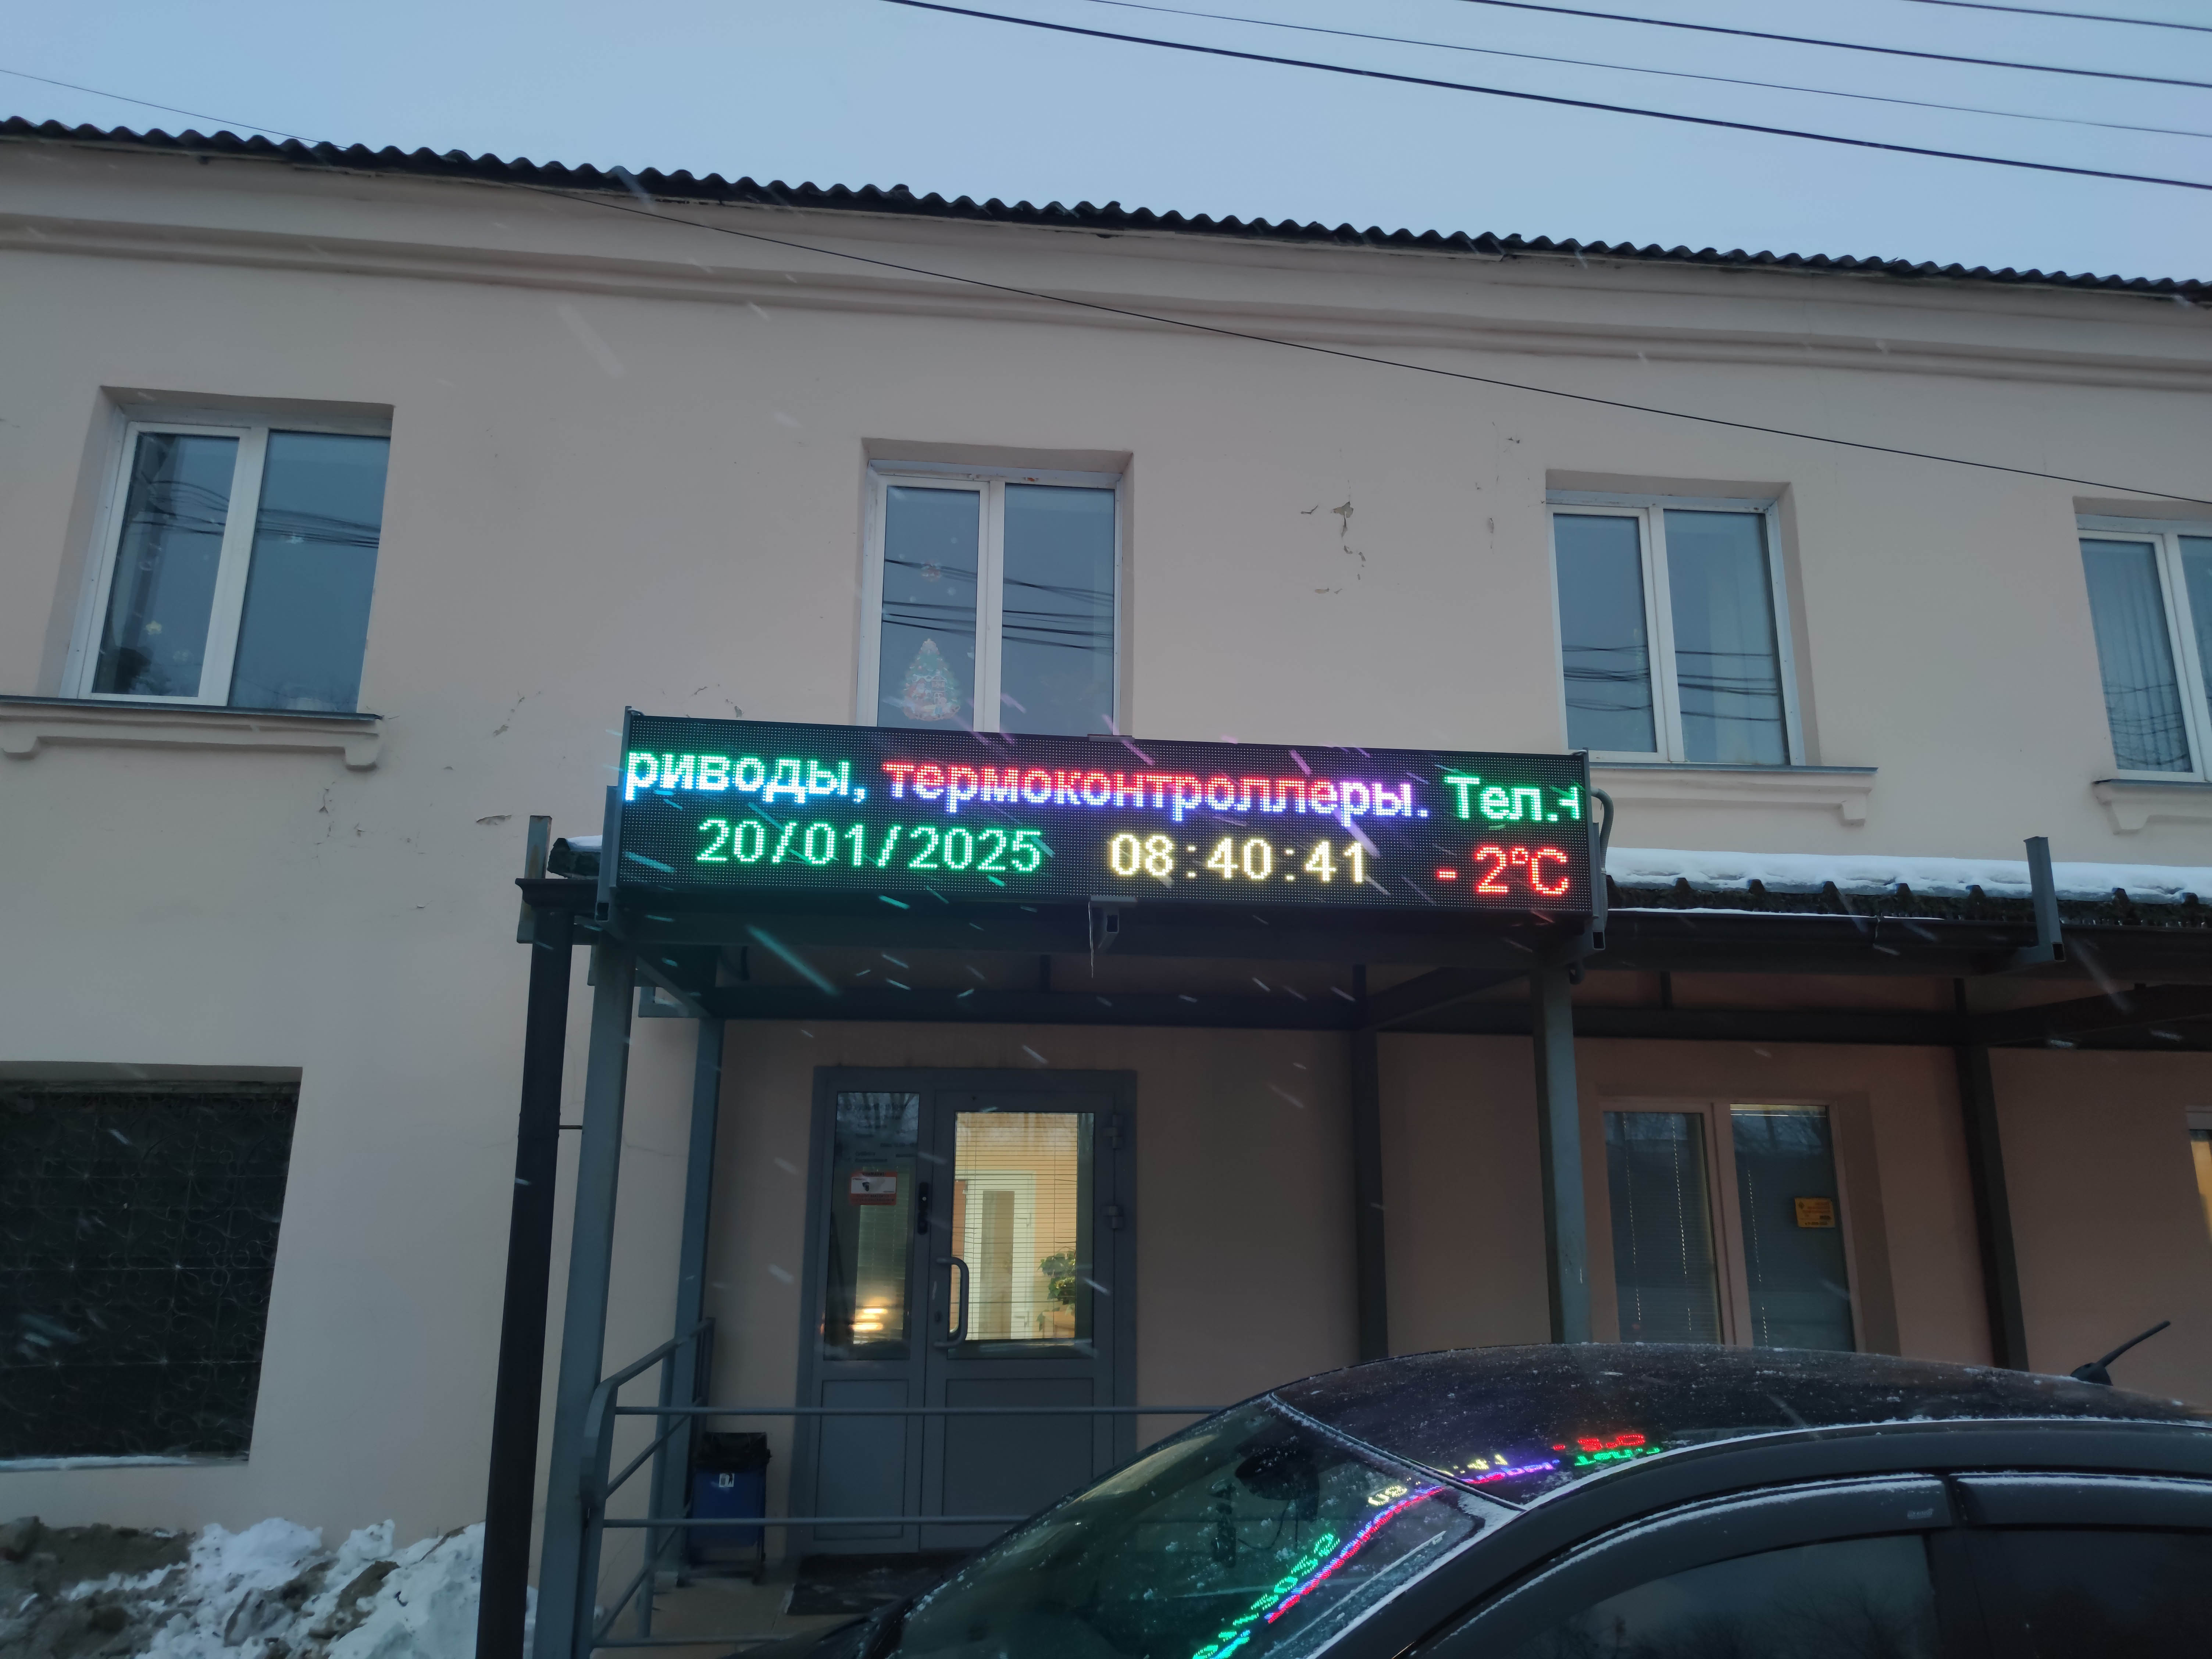 риводы, термоконтроллеры. Тел.+
20/01/2025 08:40:41 - 2°C